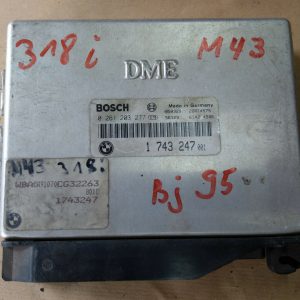 318i
M43
DME
BOSCH
Made in Germany
0 261 203 277
1 743 247 001
M43 318i
Bj 95
1743247